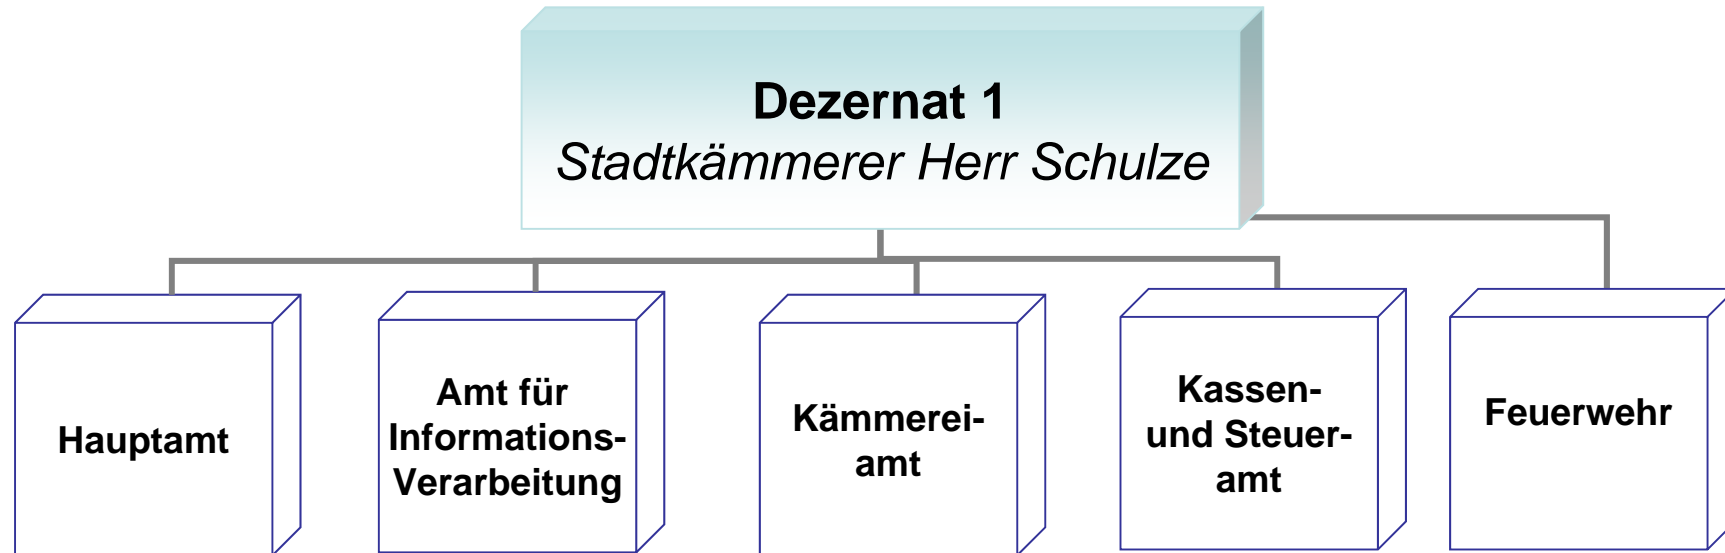 Dezernat 1
Stadtkämmerer Herr Schulze
Hauptamt
Amt für
Informations-
Verarbeitung
Kämmerei-
amt
Kassen-
und Steuer-
amt
Feuerwehr